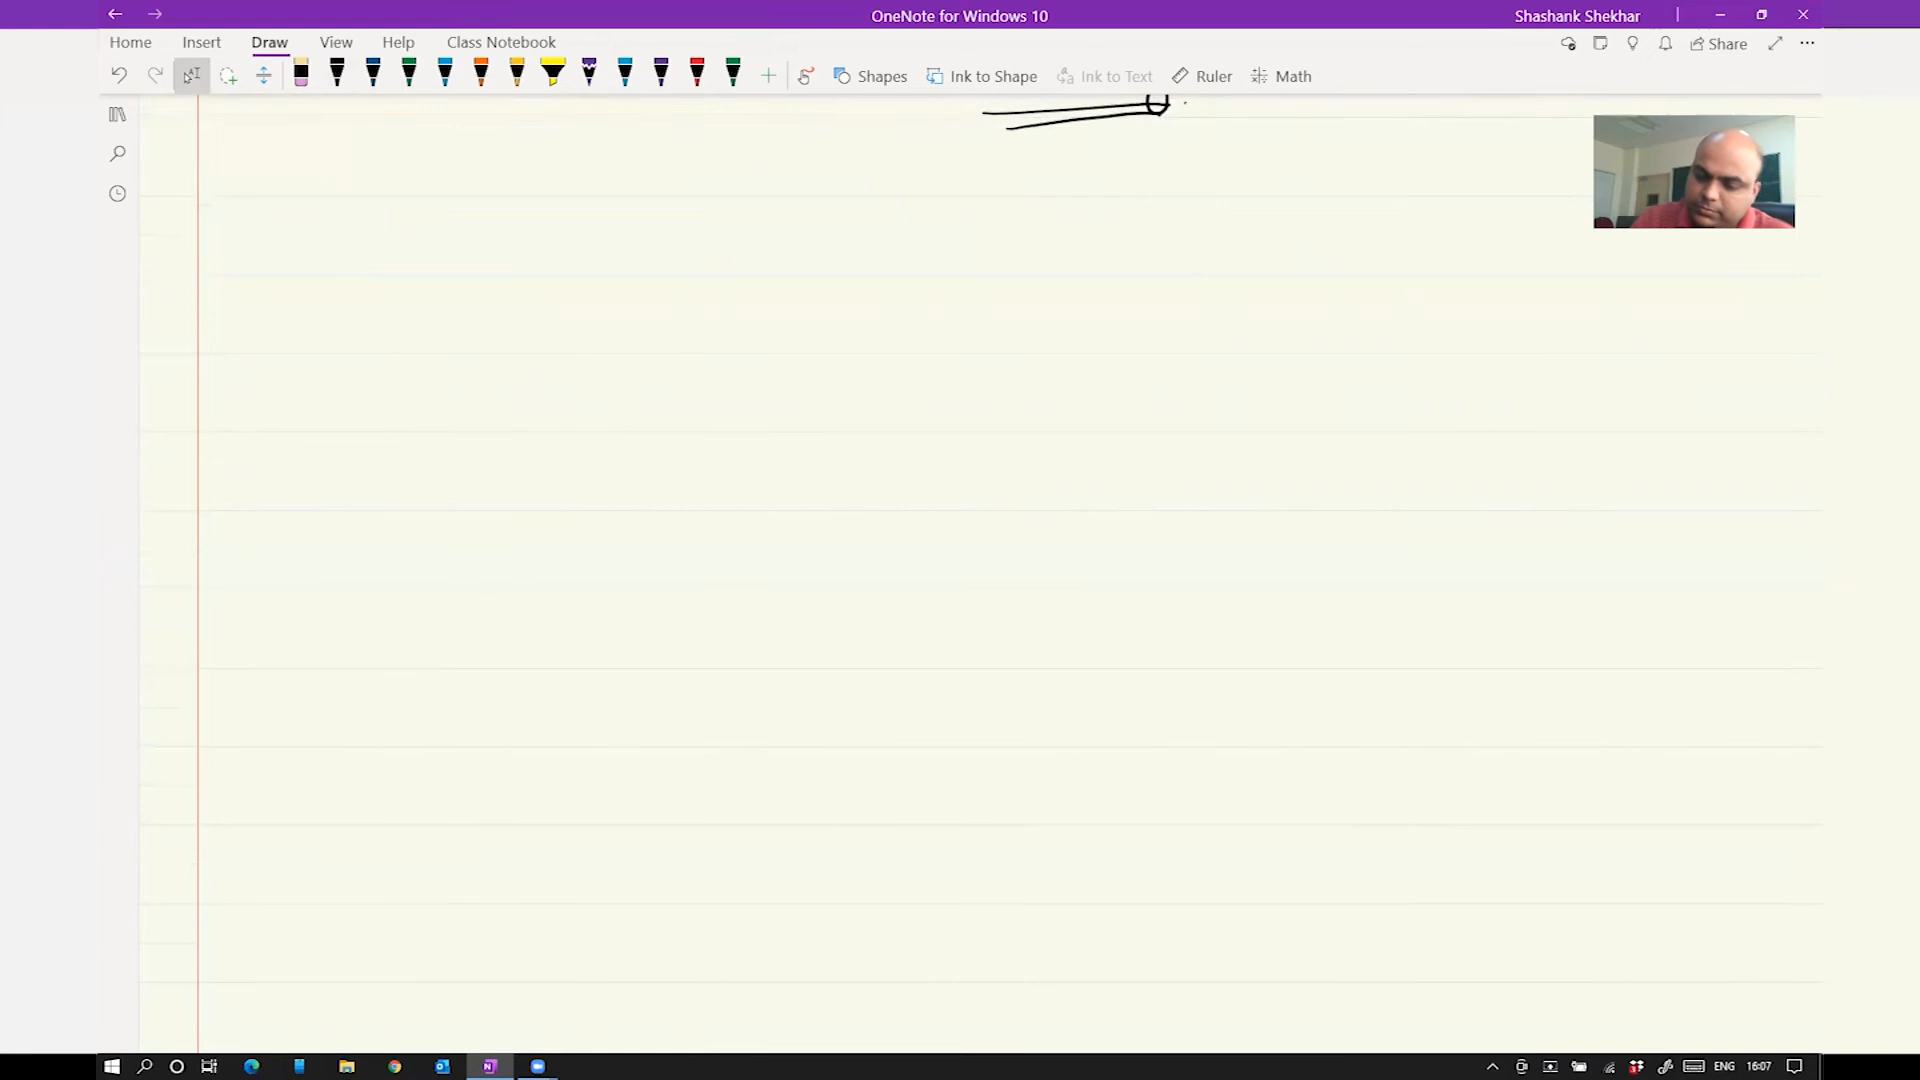 OneNote for Windows 10
Shashank Shekhar
Home Insert Draw View Help Class Notebook
Share
Shapes Ink to Shape Ink to Text Ruler Math
ENG 16:07